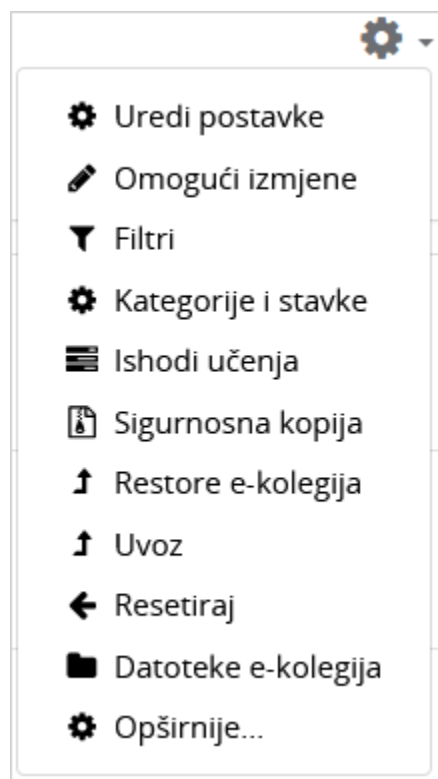 Uredi postavke
Omogući izmjene
Filtri
Kategorije i stavke
Ishodi učenja
Sigurnosna kopija
Restore e-kolegija
Uvoz
Resetiraj
Datoteke e-kolegija
Opširnije...